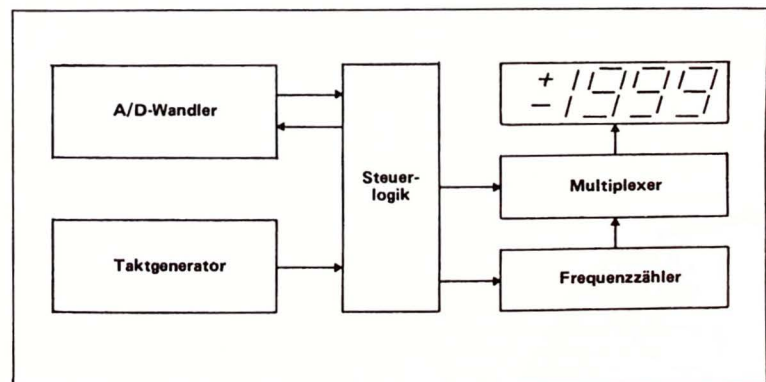 A/D-Wandler
Steuer-
logik
± 1999
Multiplexer
Taktgenerator
Frequenzzähler